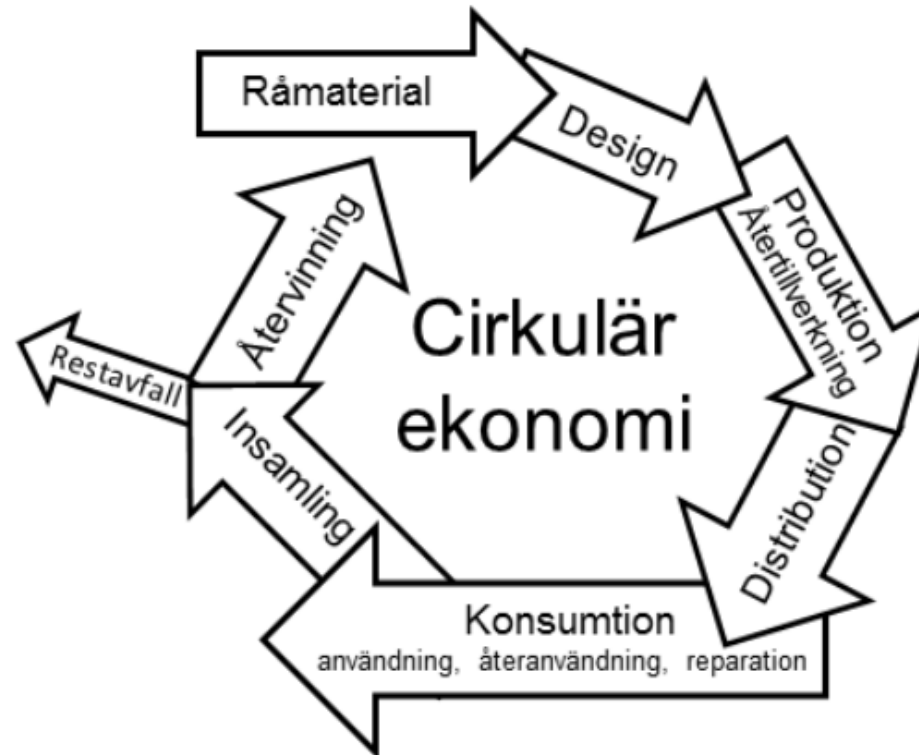 Råmaterial
Design
Produktion
Återtillverkning
Distribution
Konsumtion
användning, återanvändning, reparation
Insamling
Restavfall
Återvinning
Cirkulär
ekonomi